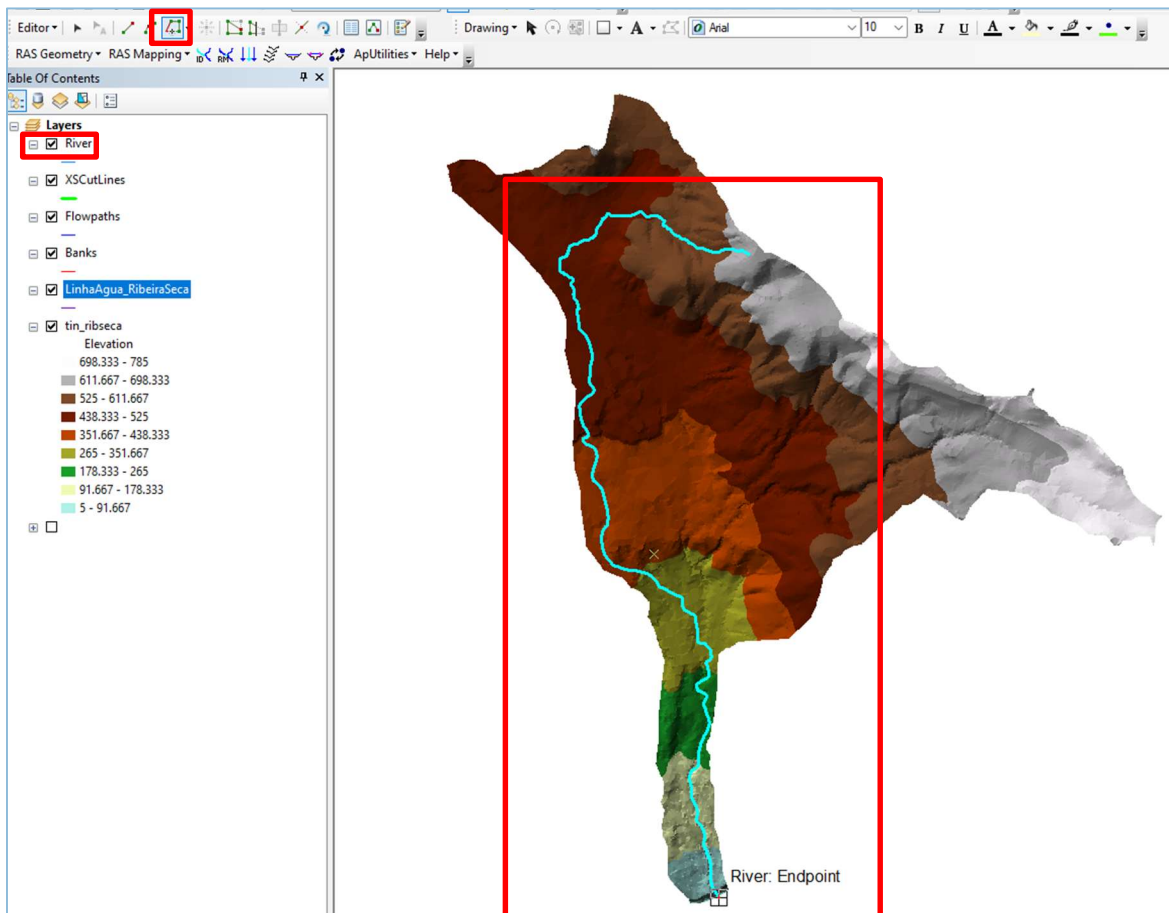 Editor Drawing A Arial 10 B I U A
RAS Geometry RAS Mapping ID RM ApUtilities Help
Table Of Contents
Layers
River
XSCutLines
Flowpaths
Banks
LinhaAgua_RibeiraSeca
tin_ribseca
Elevation
698.333 - 785
611.667 - 698.333
525 - 611.667
438.333 - 525
351.667 - 438.333
265 - 351.667
178.333 - 265
91.667 - 178.333
5 - 91.667
River: Endpoint